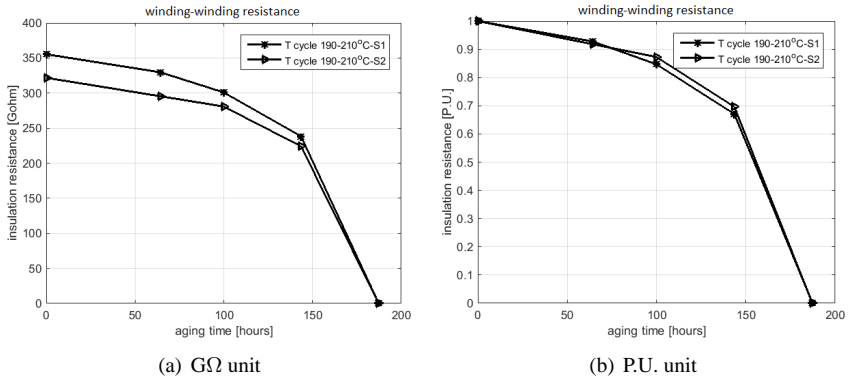 winding-winding resistance
400
350
300
250
200
150
100
50
0
insulation resistance [Gohm]
T cycle 190-210°C-S1
T cycle 190-210°C-S2
0 50 100 150 200
aging time [hours]
(a) GΩ unit
winding-winding resistance
1
0.9
0.8
0.7
0.6
0.5
0.4
0.3
0.2
0.1
0
insulation resistance [P.U.]
T cycle 190-210°C-S1
T cycle 190-210°C-S2
0 50 100 150 200
aging time [hours]
(b) P.U. unit